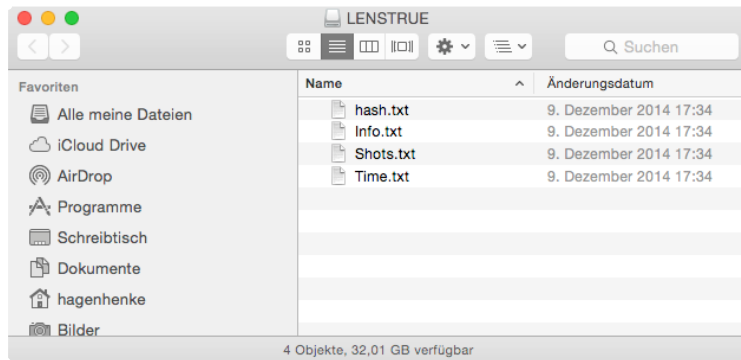 LENSTRUE
Suchen
Favoriten
Alle meine Dateien
iCloud Drive
AirDrop
Programme
Schreibtisch
Dokumente
hagenhenke
Bilder
Name Änderungsdatum
hash.txt 9. Dezember 2014 17:34
Info.txt 9. Dezember 2014 17:34
Shots.txt 9. Dezember 2014 17:34
Time.txt 9. Dezember 2014 17:34
4 Objekte, 32,01 GB verfügbar